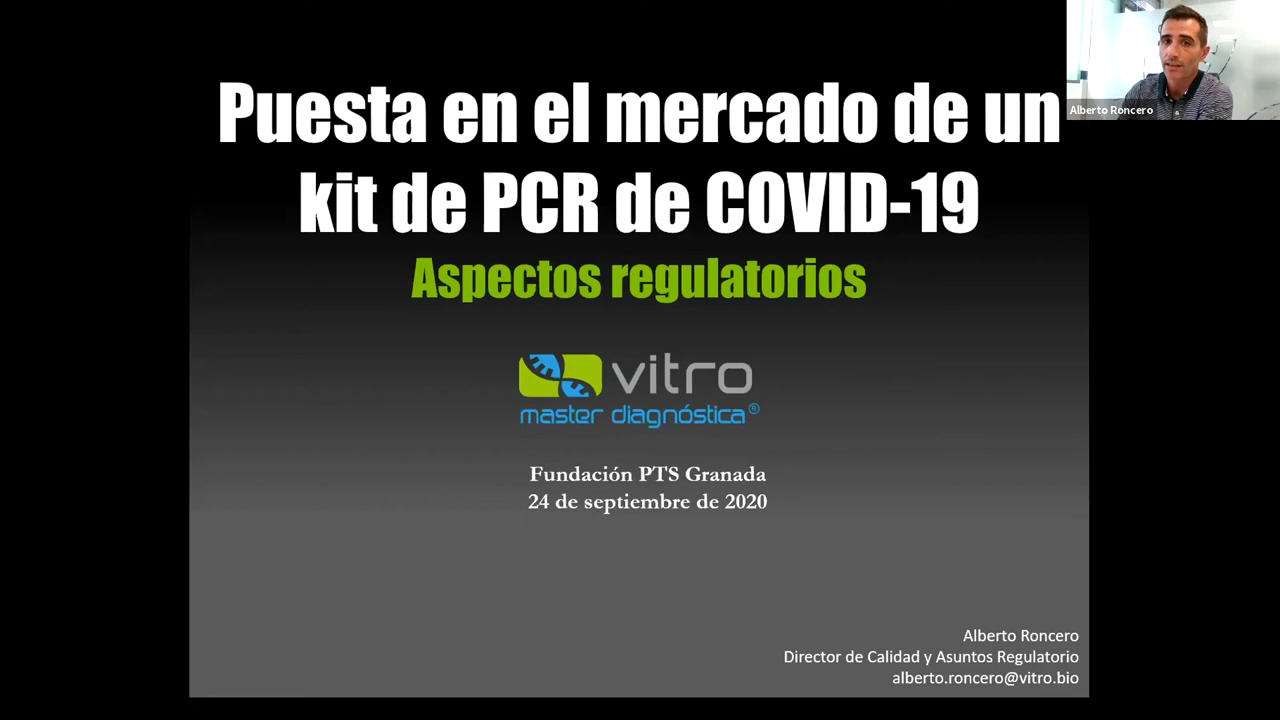 Puesta en el mercado de un
kit de PCR de COVID-19
Aspectos regulatorios
vitro
master diagnóstica®
Fundación PTS Granada
24 de septiembre de 2020
Alberto Roncero
Director de Calidad y Asuntos Regulatorio
alberto.roncero@vitro.bio
Alberto Roncero